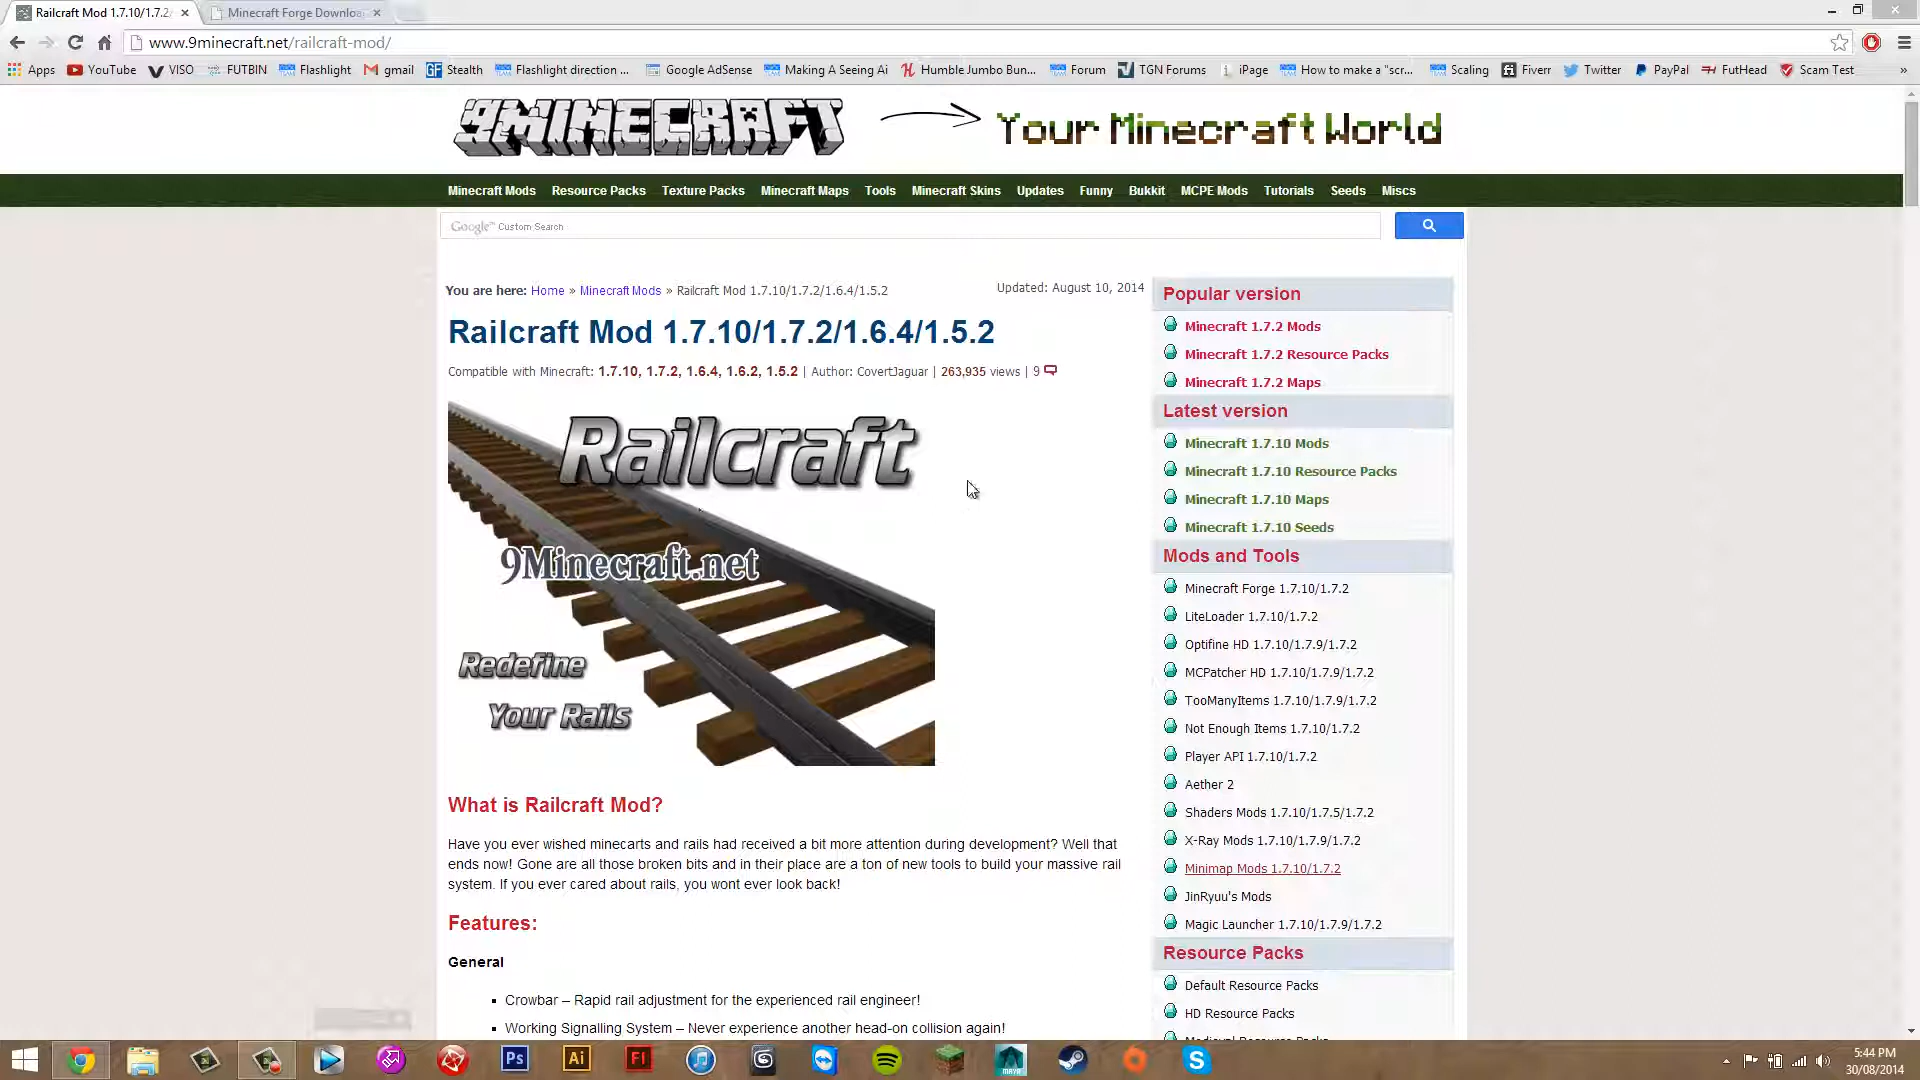 Railcraft Mod 1.7.10/1.7.2/
Minecraft Forge Downloa
www.9minecraft.net/railcraft-mod/
Apps YouTube VISO FUTBIN Flashlight gmail Stealth Flashlight direction ... Google AdSense Making A Seeing Ai Humble Jumbo Bun... Forum TGN Forums iPage How to make a "scr... Scaling Fiverr Twitter PayPal FutHead Scam Test »
9MINECRAFT Your Minecraft World
Minecraft Mods Resource Packs Texture Packs Minecraft Maps Tools Minecraft Skins Updates Funny Bukkit MCPE Mods Tutorials Seeds Miscs
Google™ Custom Search
You are here: Home » Minecraft Mods » Railcraft Mod 1.7.10/1.7.2/1.6.4/1.5.2
Updated: August 10, 2014
Railcraft Mod 1.7.10/1.7.2/1.6.4/1.5.2
Compatible with Minecraft: 1.7.10, 1.7.2, 1.6.4, 1.6.2, 1.5.2 | Author: CovertJaguar | 263,935 views | 9
Railcraft
9Minecraft.net
Redefine
Your Rails
What is Railcraft Mod?
Have you ever wished minecarts and rails had received a bit more attention during development? Well that
ends now! Gone are all those broken bits and in their place are a ton of new tools to build your massive rail
system. If you ever cared about rails, you wont ever look back!
Features:
General
▪ Crowbar – Rapid rail adjustment for the experienced rail engineer!
▪ Working Signalling System – Never experience another head-on collision again!
Popular version
Minecraft 1.7.2 Mods
Minecraft 1.7.2 Resource Packs
Minecraft 1.7.2 Maps
Latest version
Minecraft 1.7.10 Mods
Minecraft 1.7.10 Resource Packs
Minecraft 1.7.10 Maps
Minecraft 1.7.10 Seeds
Mods and Tools
Minecraft Forge 1.7.10/1.7.2
LiteLoader 1.7.10/1.7.2
Optifine HD 1.7.10/1.7.9/1.7.2
MCPatcher HD 1.7.10/1.7.9/1.7.2
TooManyItems 1.7.10/1.7.9/1.7.2
Not Enough Items 1.7.10/1.7.2
Player API 1.7.10/1.7.2
Aether 2
Shaders Mods 1.7.10/1.7.5/1.7.2
X-Ray Mods 1.7.10/1.7.9/1.7.2
Minimap Mods 1.7.10/1.7.2
JinRyuu's Mods
Magic Launcher 1.7.10/1.7.9/1.7.2
Resource Packs
Default Resource Packs
HD Resource Packs
Ps Ai Fl
MAYA
5:44 PM
30/08/2014